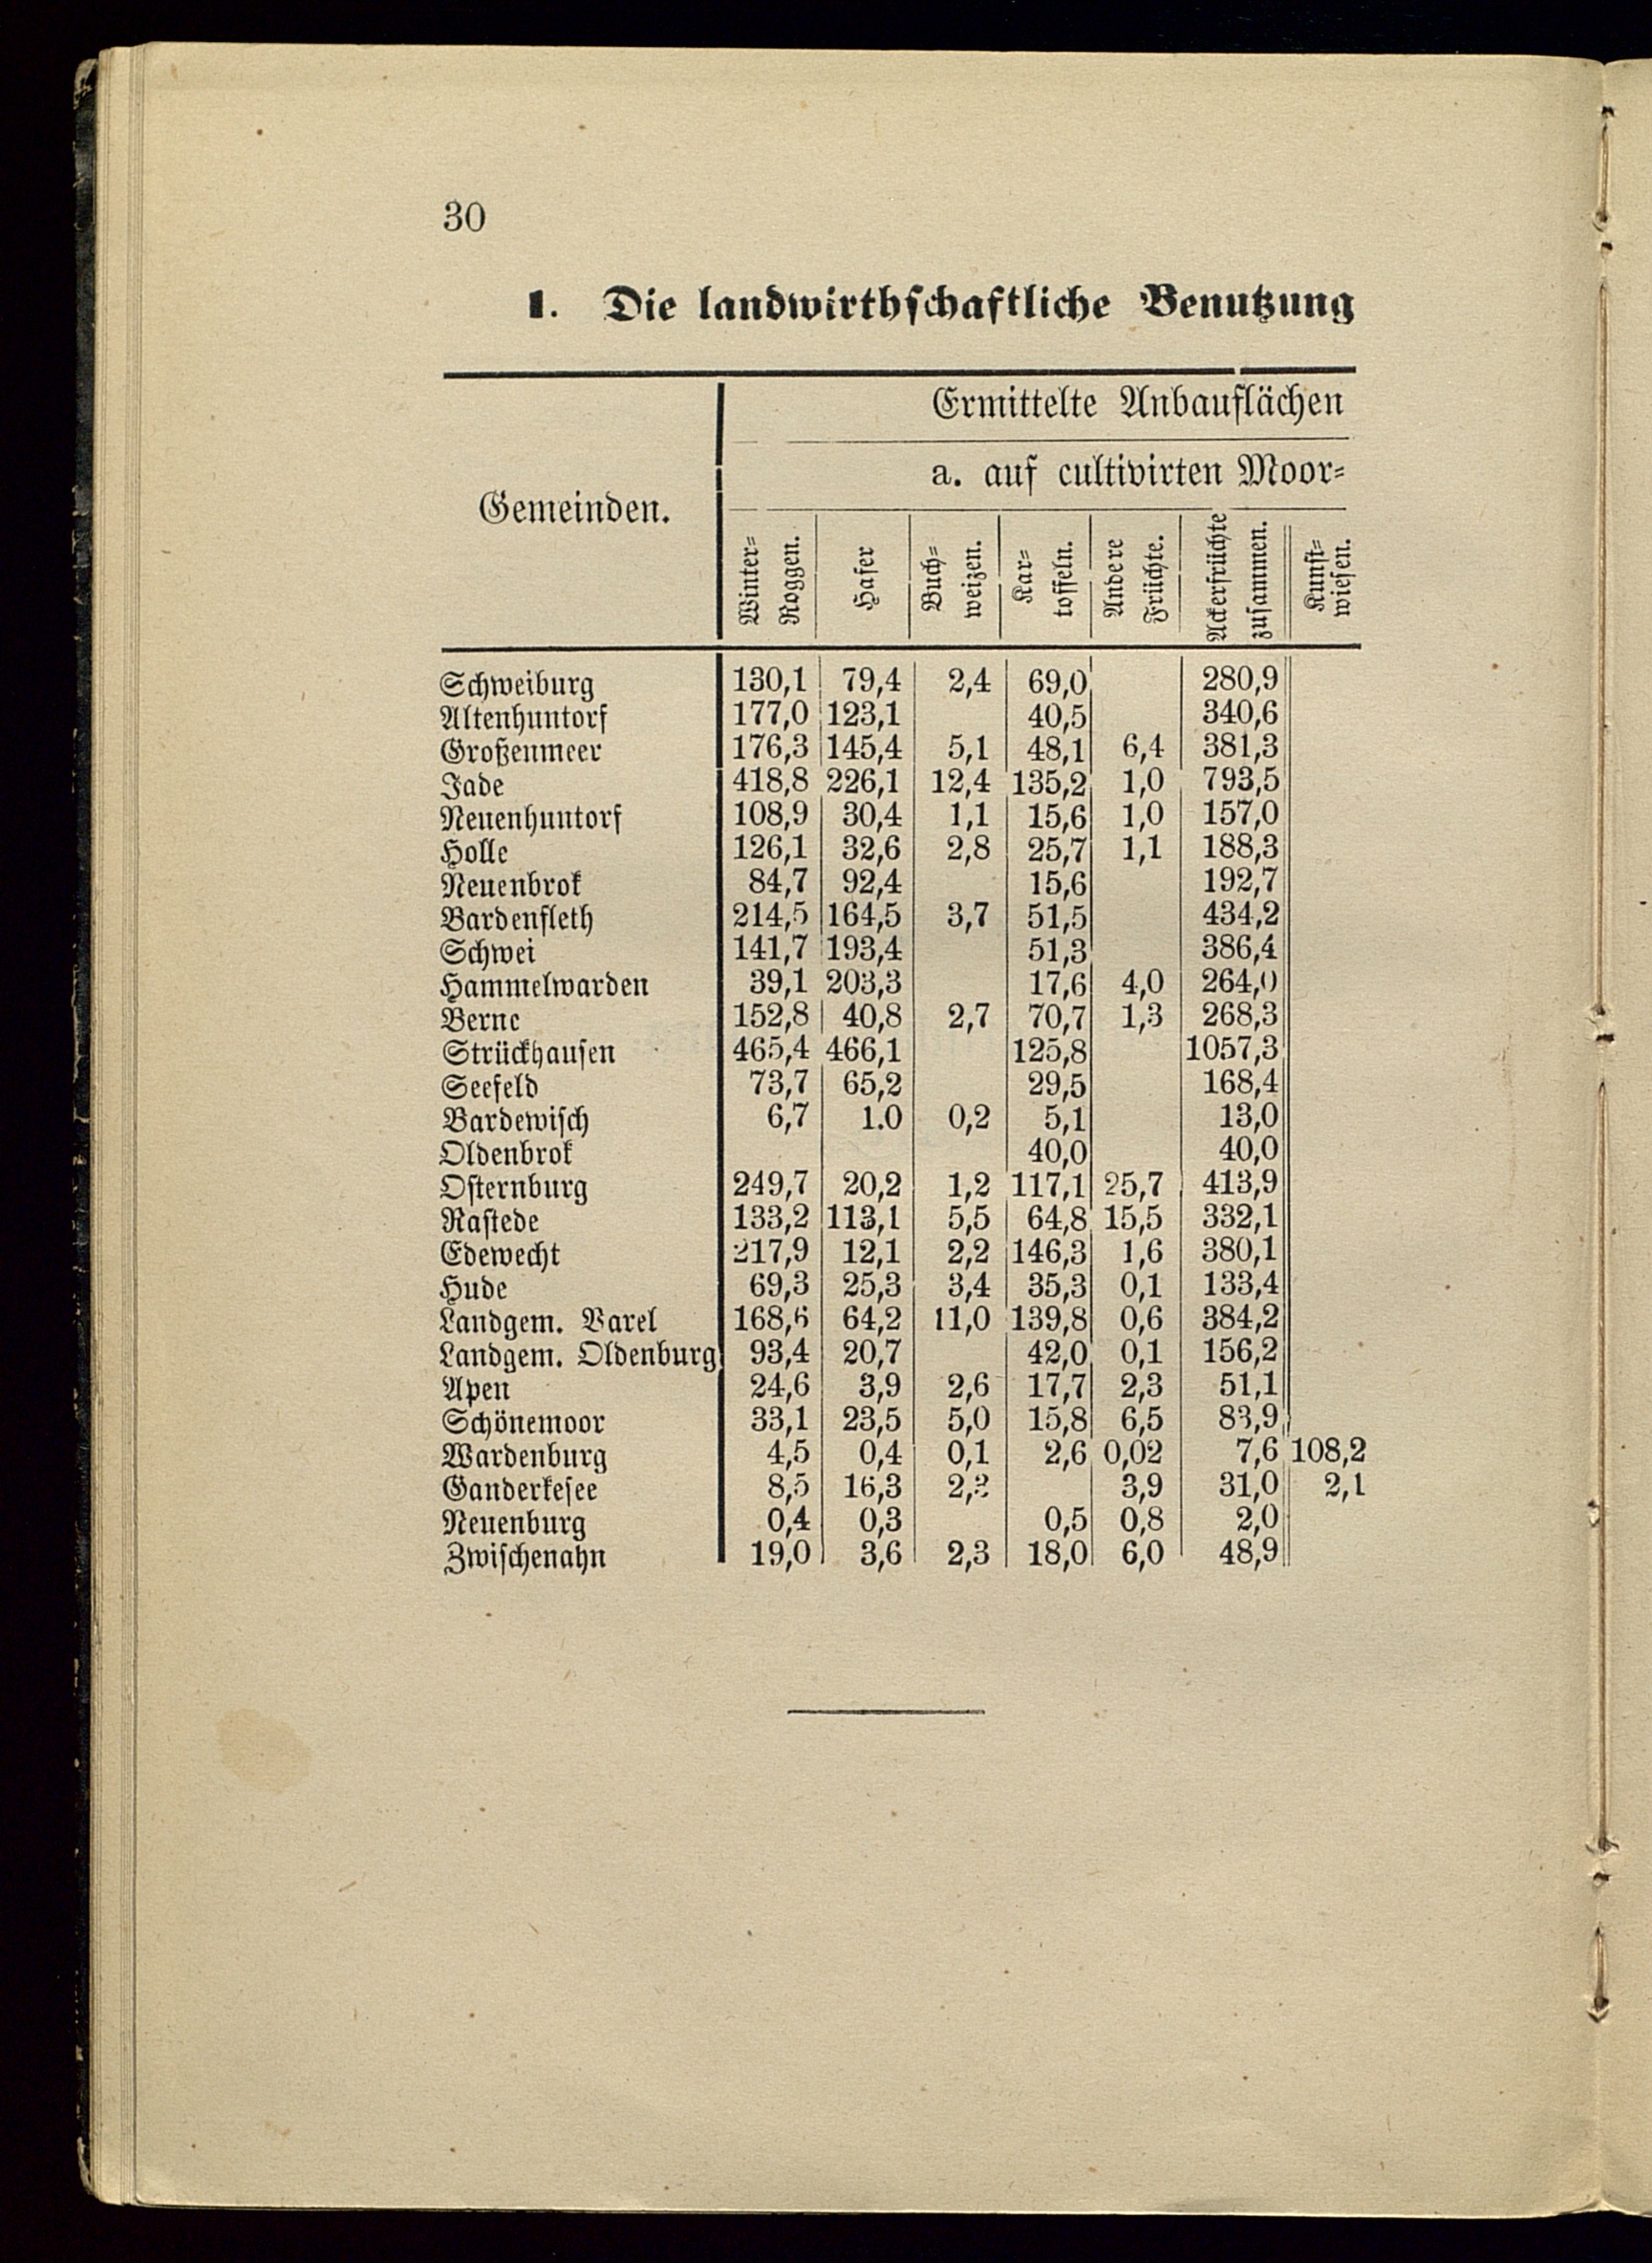 30
I. Die landwirthschaftliche Benutzung
Ermittelte Anbauflächen
a. auf cultivirten Moor=
Gemeinden.
Winter=
Roggen.
Hafer
Buch=
weizen.
Kar=
toffeln.
Andere
Früchte.
Ackerfrüchte
zusammen.
Kunst=
wiesen.
Schweiburg 130,1 79,4 2,4 69,0 280,9
Altenhuntorf 177,0 123,1 40,5 340,6
Großenmeer 176,3 145,4 5,1 48,1 6,4 381,3
Jade 418,8 226,1 12,4 135,2 1,0 793,5
Neuenhuntorf 108,9 30,4 1,1 15,6 1,0 157,0
Holle 126,1 32,6 2,8 25,7 1,1 188,3
Neuenbrok 84,7 92,4 15,6 192,7
Bardenfleth 214,5 164,5 3,7 51,5 434,2
Schwei 141,7 193,4 51,3 386,4
Hammelwarden 39,1 203,3 17,6 4,0 264,0
Berne 152,8 40,8 2,7 70,7 1,3 268,3
Strückhausen 465,4 466,1 125,8 1057,3
Seefeld 73,7 65,2 29,5 168,4
Bardewisch 6,7 1.0 0,2 5,1 13,0
Oldenbrok 40,0 40,0
Osternburg 249,7 20,2 1,2 117,1 25,7 413,9
Rastede 133,2 113,1 5,5 64,8 15,5 332,1
Edewecht 217,9 12,1 2,2 146,3 1,6 380,1
Hude 69,3 25,3 3,4 35,3 0,1 133,4
Landgem. Varel 168,6 64,2 11,0 139,8 0,6 384,2
Landgem. Oldenburg 93,4 20,7 42,0 0,1 156,2
Apen 24,6 3,9 2,6 17,7 2,3 51,1
Schönemoor 33,1 23,5 5,0 15,8 6,5 83,9
Wardenburg 4,5 0,4 0,1 2,6 0,02 7,6 108,2
Ganderkesee 8,5 16,3 3,9 31,0 2,1
Neuenburg 0,4 0,3 0,5 0,8 2,0
Zwischenahn 19,0 3,6 2,3 18,0 6,0 48,9